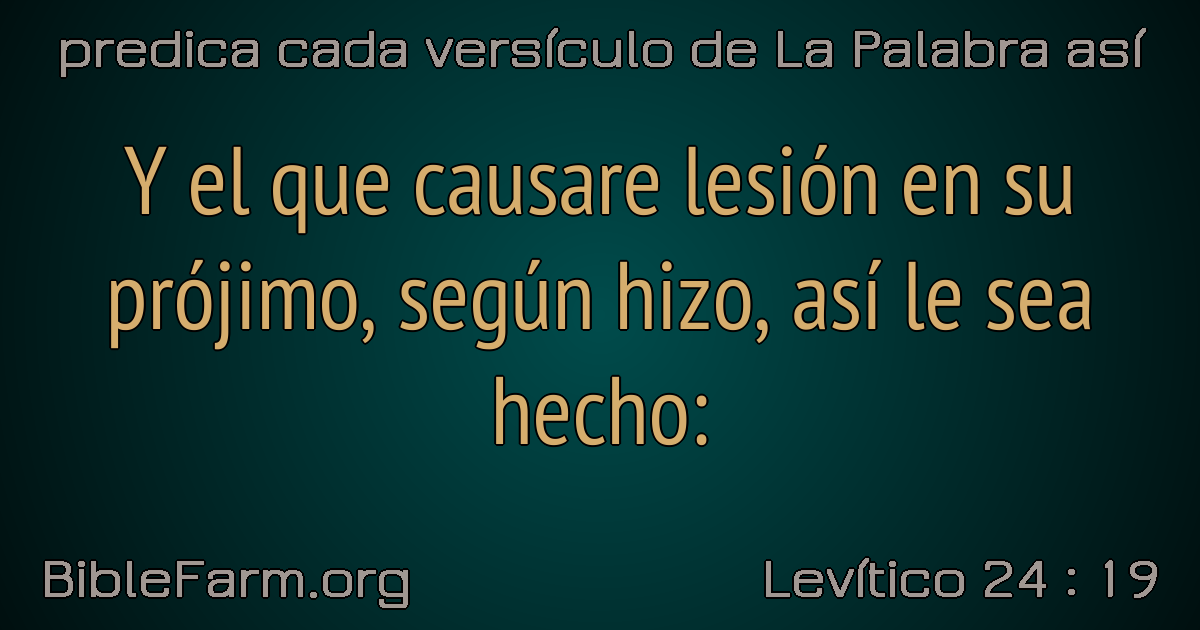 predica cada versículo de La Palabra así
Y el que causare lesión en su
prójimo, según hizo, así le sea
hecho:
BibleFarm.org
Levítico 24 : 19